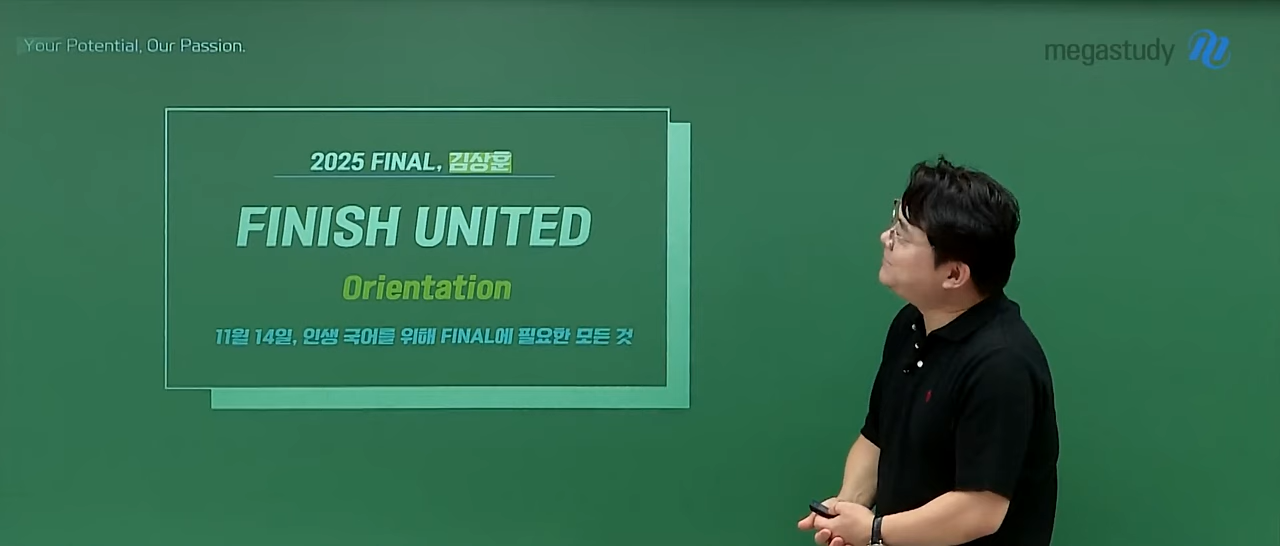 Your Potential, Our Passion.
megastudy
2025 FINAL, 김상훈
FINISH UNITED
Orientation
11월 14일, 인생 국어를 위해 FINAL에 필요한 모든 것